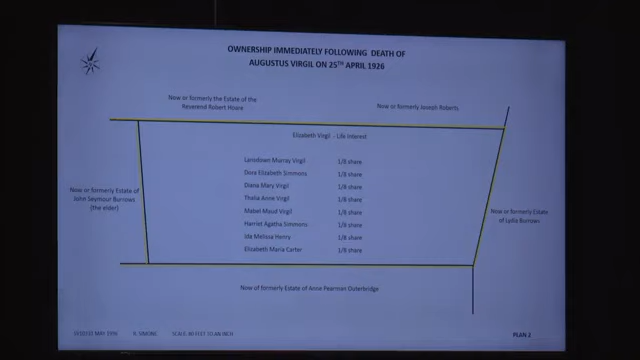 OWNERSHIP IMMEDIATELY FOLLOWING DEATH OF
AUGUSTUS VIRGIL ON 25TH APRIL 1926
Now or formerly the Estate of the
Reverend Robert Hoare
Now or formerly Joseph Roberts
Elizabeth Virgil - Life Interest
Lansdown Murray Virgil 1/8 share
Dora Elizabeth Simmons 1/8 share
Diana Mary Virgil 1/8 share
Thalia Anne Virgil 1/8 share
Mabel Maud Virgil 1/8 share
Harriet Agatha Simmons 1/8 share
Ida Melissa Henry 1/8 share
Elizabeth Maria Carter 1/8 share
Now or formerly Estate of
John Seymour Burrows
(the elder)
Now or formerly Estate
of Lydia Burrows
Now of formerly Estate of Anne Pearman Outerbridge
MAY 1996 R. SIMONS SCALE: 40 FEET TO AN INCH
PLAN 2